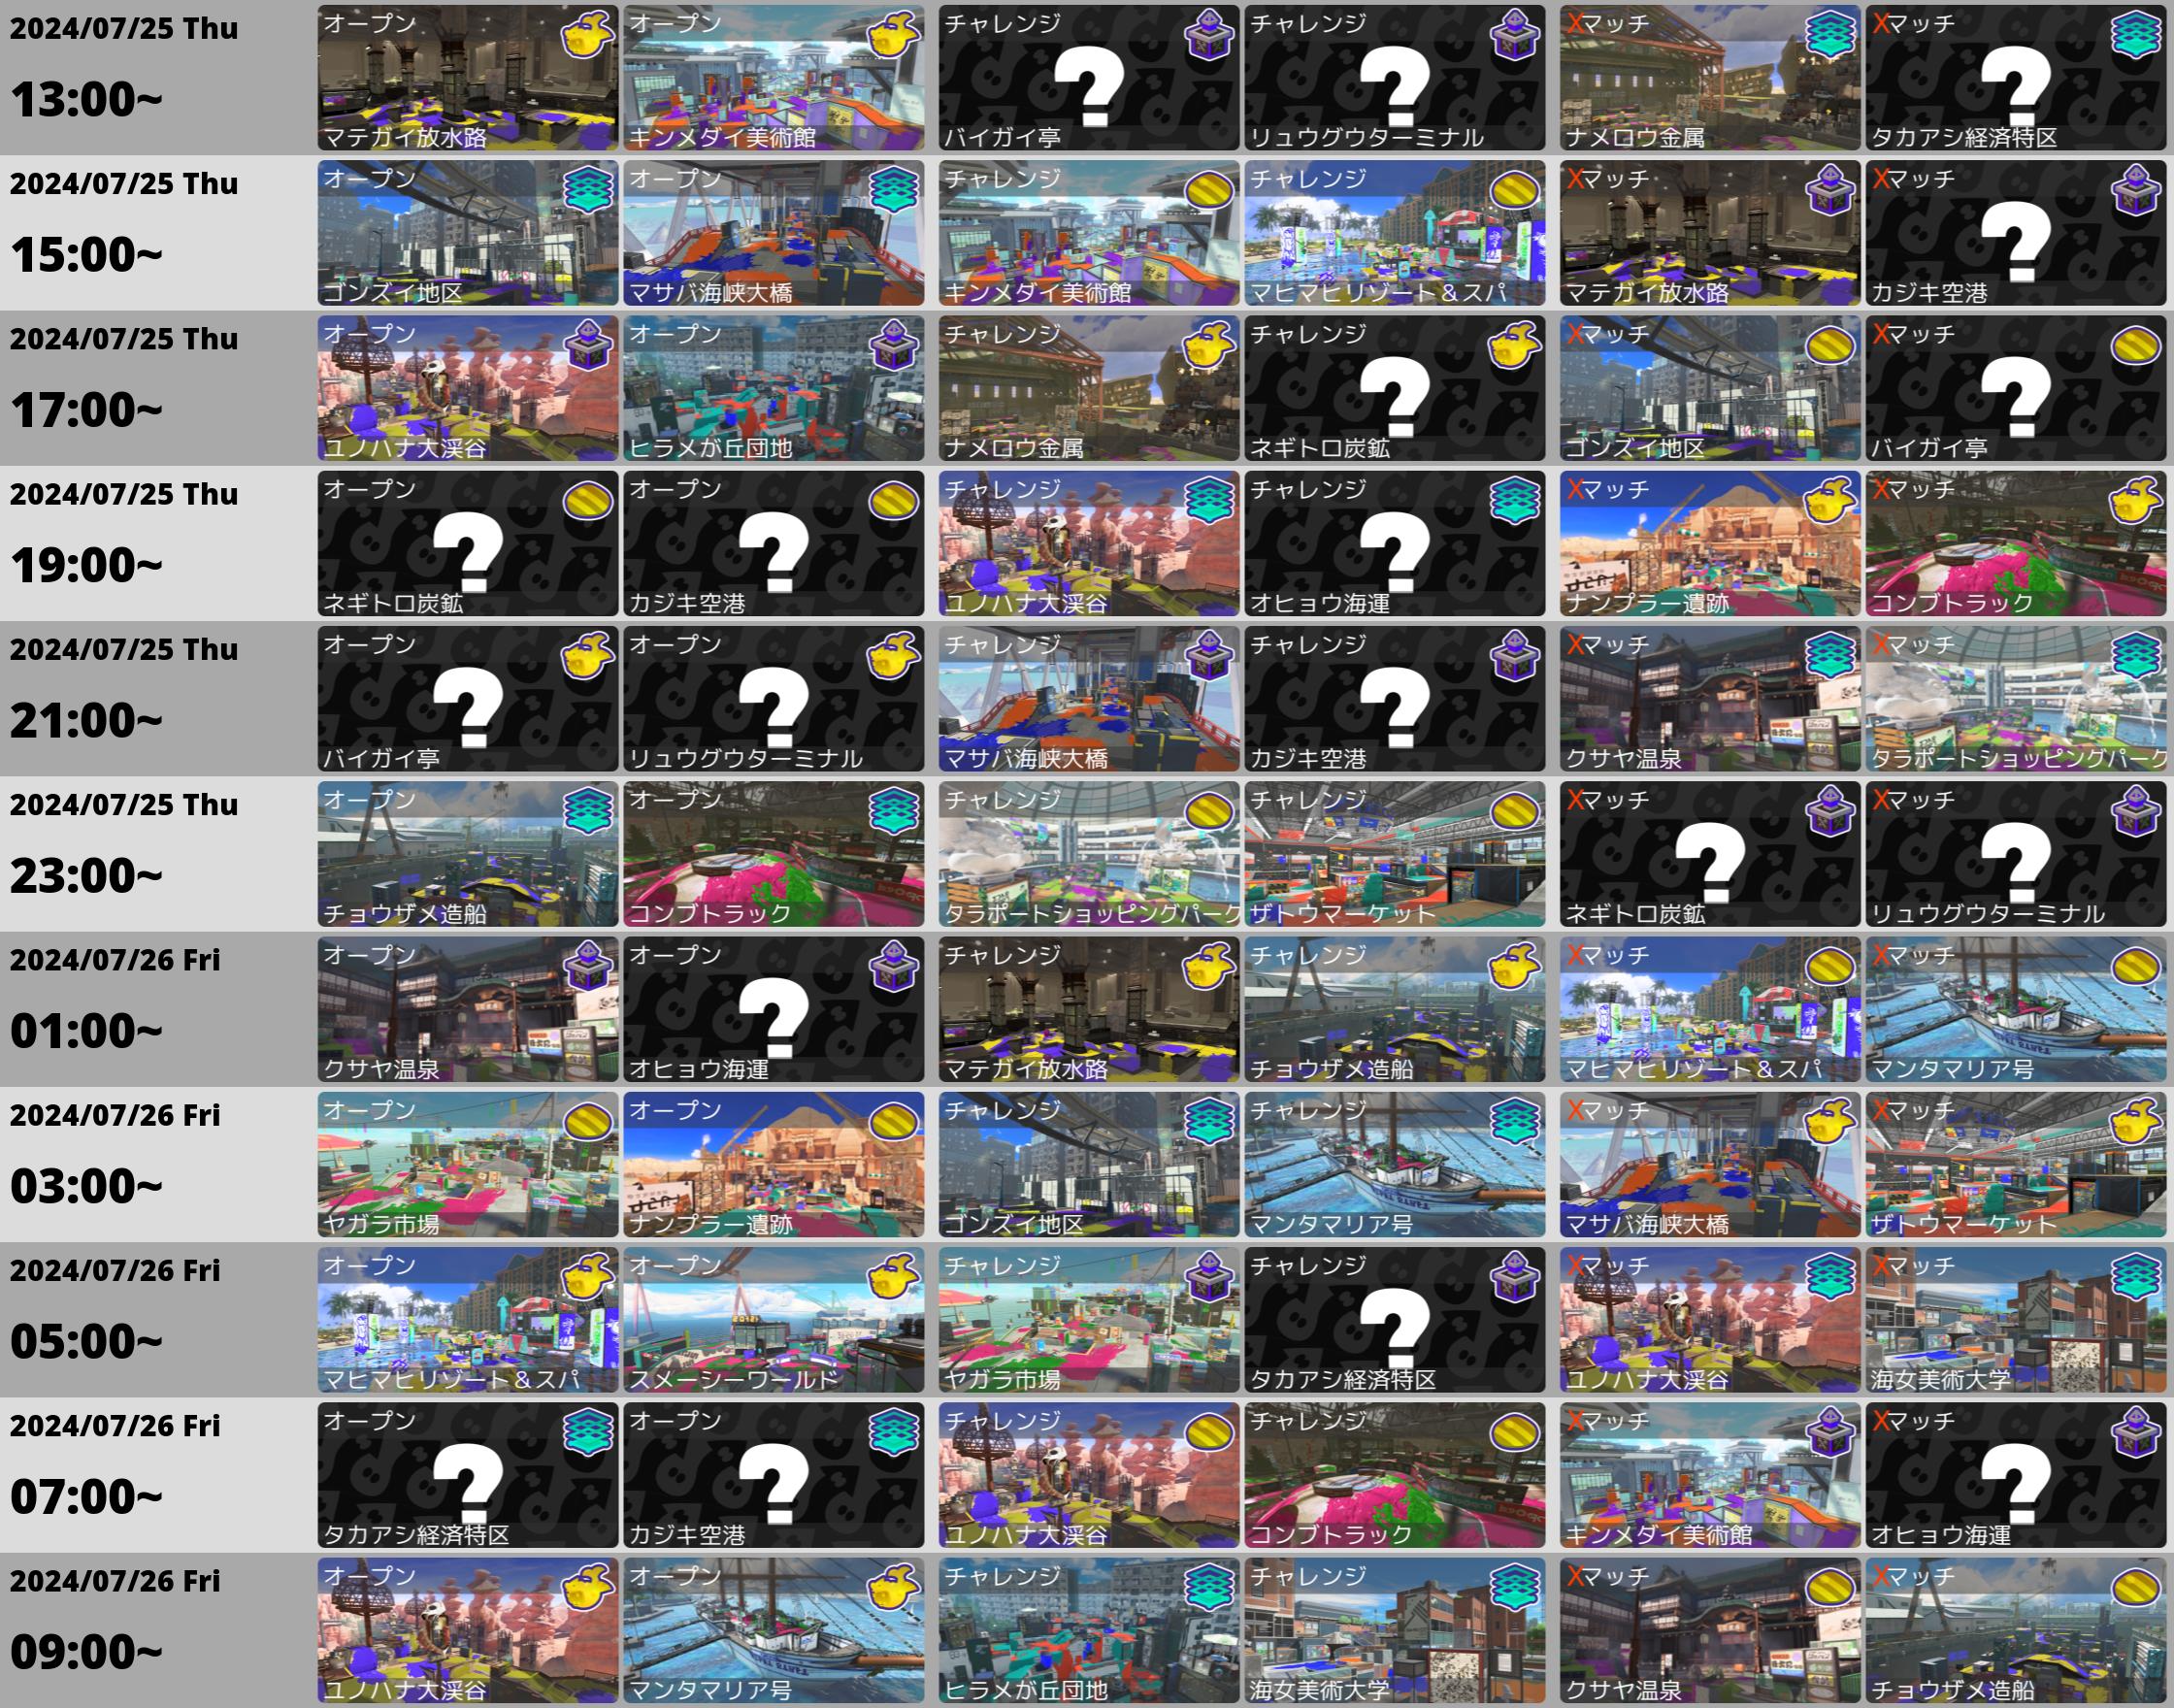 2024/07/25 Thu
13:00~
オープン
マテガイ放水路
オープン
キンメダイ美術館
チャレンジ
バイガイ亭
チャレンジ
リュウグウターミナル
Xマッチ
ナメロウ金属
Xマッチ
タカアシ経済特区
2024/07/25 Thu
15:00~
オープン
ゴンズイ地区
オープン
マサバ海峡大橋
チャレンジ
キンメダイ美術館
チャレンジ
マヒマヒリゾート&スパ
Xマッチ
マテガイ放水路
Xマッチ
カジキ空港
2024/07/25 Thu
17:00~
オープン
ユノハナ大渓谷
オープン
ヒラメが丘団地
チャレンジ
ナメロウ金属
チャレンジ
ネギトロ炭鉱
Xマッチ
ゴンズイ地区
Xマッチ
バイガイ亭
2024/07/25 Thu
19:00~
オープン
ネギトロ炭鉱
オープン
カジキ空港
チャレンジ
ユノハナ大渓谷
チャレンジ
オヒョウ海運
Xマッチ
ナンプラー遺跡
Xマッチ
コンブトラック
2024/07/25 Thu
21:00~
オープン
バイガイ亭
オープン
リュウグウターミナル
チャレンジ
マサバ海峡大橋
チャレンジ
カジキ空港
Xマッチ
クサヤ温泉
Xマッチ
タラポートショッピングパーク
2024/07/25 Thu
23:00~
オープン
チョウザメ造船
オープン
コンブトラック
チャレンジ
タラポートショッピングパーク
チャレンジ
ザトウマーケット
Xマッチ
ネギトロ炭鉱
Xマッチ
リュウグウターミナル
2024/07/26 Fri
01:00~
オープン
クサヤ温泉
オープン
オヒョウ海運
チャレンジ
マテガイ放水路
チャレンジ
チョウザメ造船
Xマッチ
マヒマヒリゾート&スパ
Xマッチ
マンタマリア号
2024/07/26 Fri
03:00~
オープン
ヤガラ市場
オープン
ナンプラー遺跡
チャレンジ
ゴンズイ地区
チャレンジ
マンタマリア号
Xマッチ
マサバ海峡大橋
Xマッチ
ザトウマーケット
2024/07/26 Fri
05:00~
オープン
マヒマヒリゾート&スパ
オープン
スメーシーワールド
チャレンジ
ヤガラ市場
チャレンジ
タカアシ経済特区
Xマッチ
ユノハナ大渓谷
Xマッチ
海女美術大学
2024/07/26 Fri
07:00~
オープン
タカアシ経済特区
オープン
カジキ空港
チャレンジ
ユノハナ大渓谷
チャレンジ
コンブトラック
Xマッチ
キンメダイ美術館
Xマッチ
オヒョウ海運
2024/07/26 Fri
09:00~
オープン
ユノハナ大渓谷
オープン
マンタマリア号
チャレンジ
ヒラメが丘団地
チャレンジ
海女美術大学
Xマッチ
クサヤ温泉
Xマッチ
チョウザメ造船